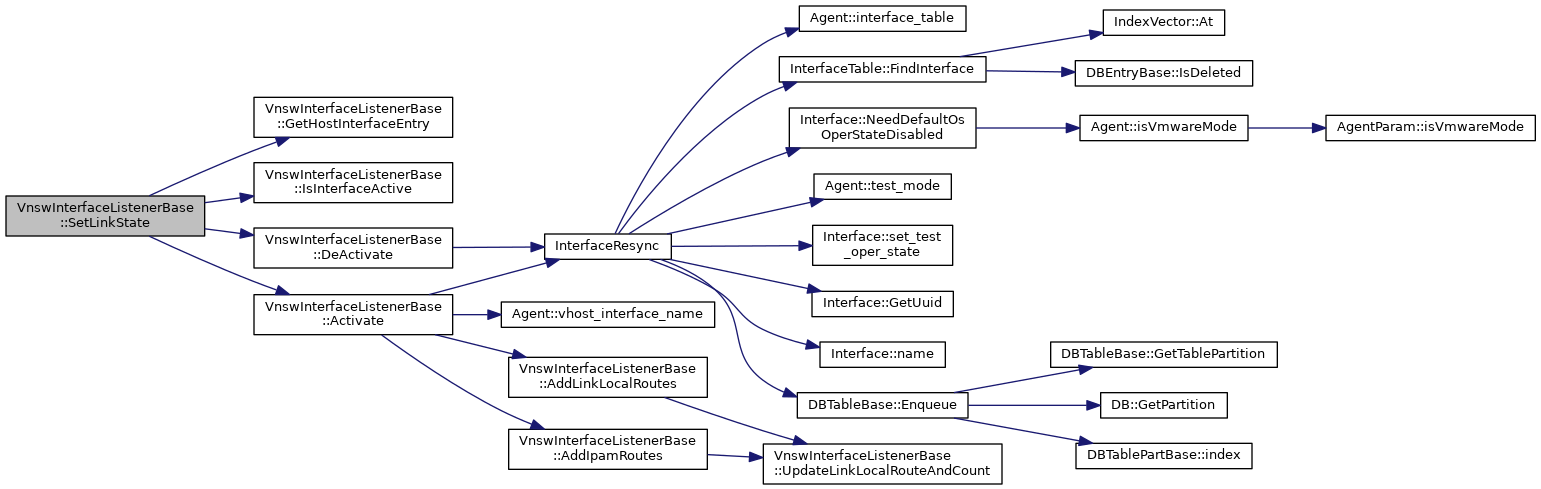 VnswInterfaceListenerBase
::SetLinkState
VnswInterfaceListenerBase
::GetHostInterfaceEntry
VnswInterfaceListenerBase
::IsInterfaceActive
VnswInterfaceListenerBase
::DeActivate
VnswInterfaceListenerBase
::Activate
InterfaceResync
Agent::vhost_interface_name
VnswInterfaceListenerBase
::AddLinkLocalRoutes
VnswInterfaceListenerBase
::AddIpamRoutes
Agent::interface_table
InterfaceTable::FindInterface
Interface::NeedDefaultOs
OperStateDisabled
Agent::test_mode
Interface::set_test
_oper_state
Interface::GetUuid
Interface::name
DBTableBase::Enqueue
VnswInterfaceListenerBase
::UpdateLinkLocalRouteAndCount
IndexVector::At
DBEntryBase::IsDeleted
Agent::isVmwareMode
AgentParam::isVmwareMode
DBTableBase::GetTablePartition
DB::GetPartition
DBTablePartBase::index